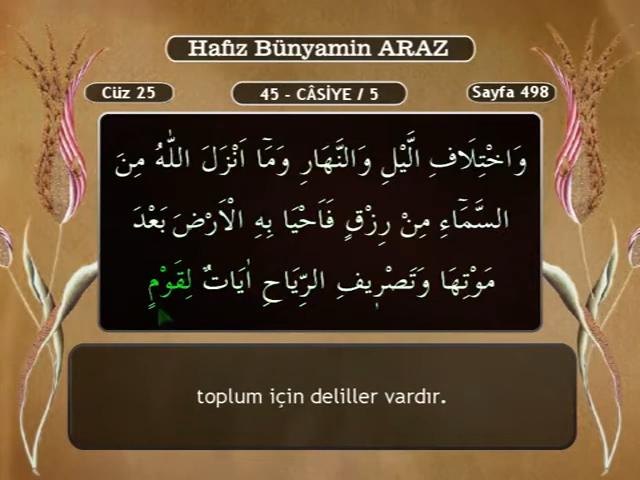 Hafız Bünyamin ARAZ
Cüz 25
45 - CÂSİYE / 5
Sayfa 498
وَاخْتِلَافِ الَّيْلِ وَالنَّهَارِ وَمَٓا اَنْزَلَ اللّٰهُ مِنَ
السَّمَٓاءِ مِنْ رِزْقٍ فَاَحْيَا بِهِ الْاَرْضَ بَعْدَ
مَوْتِهَا وَتَصْر۪يفِ الرِّيَاحِ اٰيَاتٌ لِقَوْمٍ
toplum için deliller vardır.